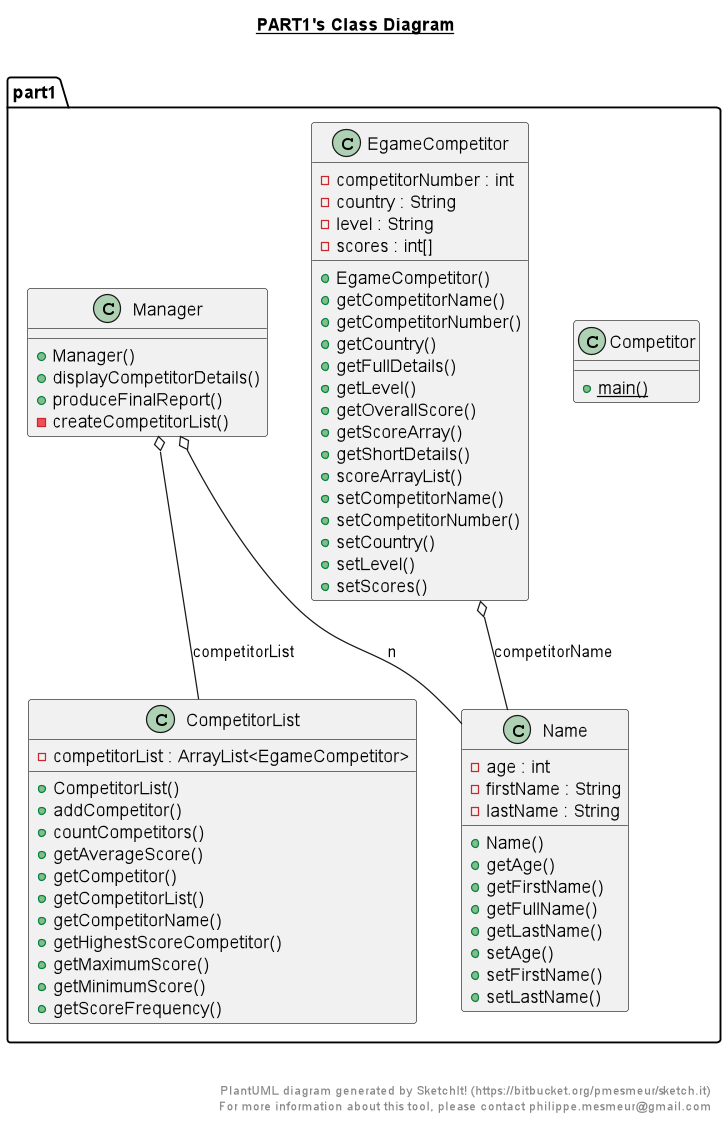 PART1's Class Diagram
part1
C EgameCompetitor
competitorNumber : int
country : String
level : String
scores : int[]
EgameCompetitor()
getCompetitorName()
getCompetitorNumber()
getCountry()
getFullDetails()
getLevel()
getOverallScore()
getScoreArray()
getShortDetails()
scoreArrayList()
setCompetitorName()
setCompetitorNumber()
setCountry()
setLevel()
setScores()
C Manager
Manager()
displayCompetitorDetails()
produceFinalReport()
createCompetitorList()
C Competitor
main()
competitorList
n
competitorName
C CompetitorList
competitorList : ArrayList<EgameCompetitor>
CompetitorList()
addCompetitor()
countCompetitors()
getAverageScore()
getCompetitor()
getCompetitorList()
getCompetitorName()
getHighestScoreCompetitor()
getMaximumScore()
getMinimumScore()
getScoreFrequency()
C Name
age : int
firstName : String
lastName : String
Name()
getAge()
getFirstName()
getFullName()
getLastName()
setAge()
setFirstName()
setLastName()
PlantUML diagram generated by SketchIt! (https://bitbucket.org/pmesmeur/sketch.it)
For more information about this tool, please contact philippe.mesmeur@gmail.com